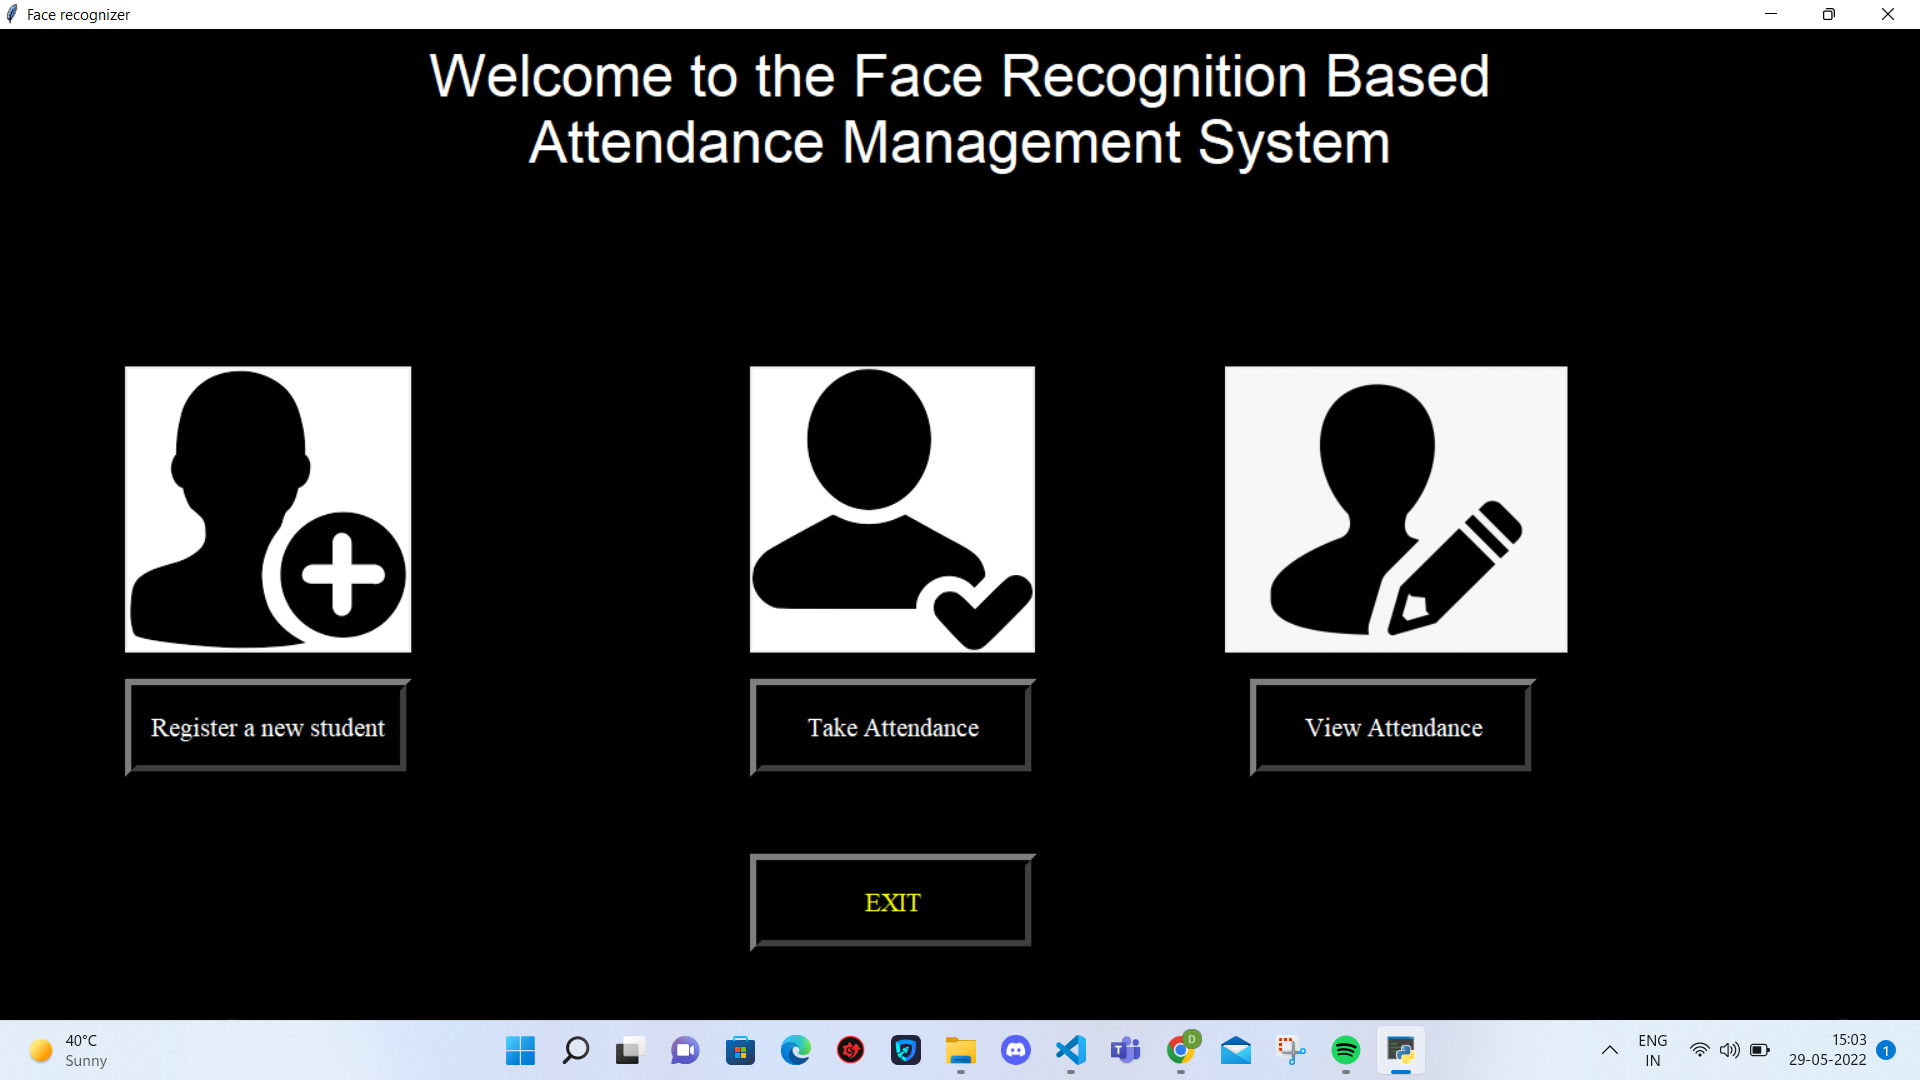 Face recognizer
Welcome to the Face Recognition Based
Attendance Management System
Register a new student
Take Attendance
View Attendance
EXIT
40°C
Sunny
D
T
ENG
IN
15:03
29-05-2022
1